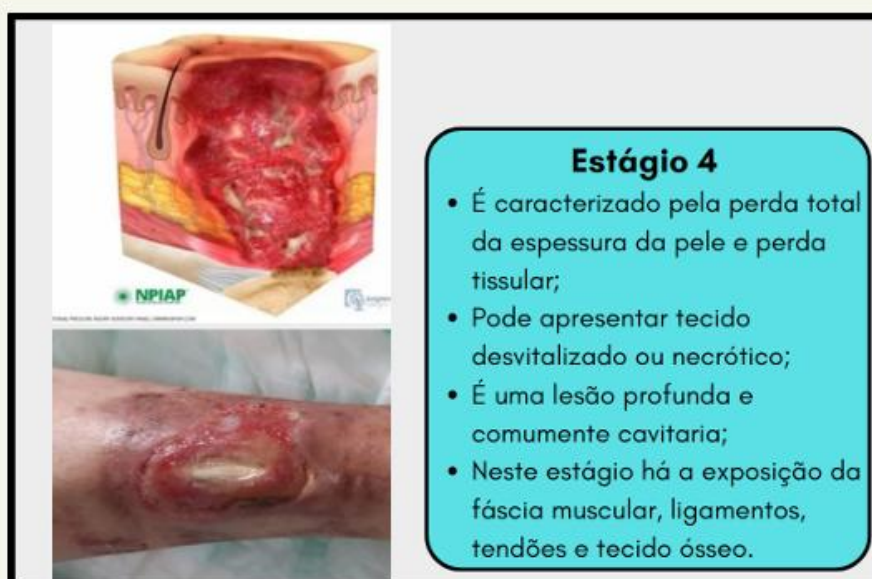 NPIAP
Estágio 4
• É caracterizado pela perda total
da espessura da pele e perda
tissular;
• Pode apresentar tecido
desvitalizado ou necrótico;
• É uma lesão profunda e
comumente cavitaria;
• Neste estágio há a exposição da
fáscia muscular, ligamentos,
tendões e tecido ósseo.